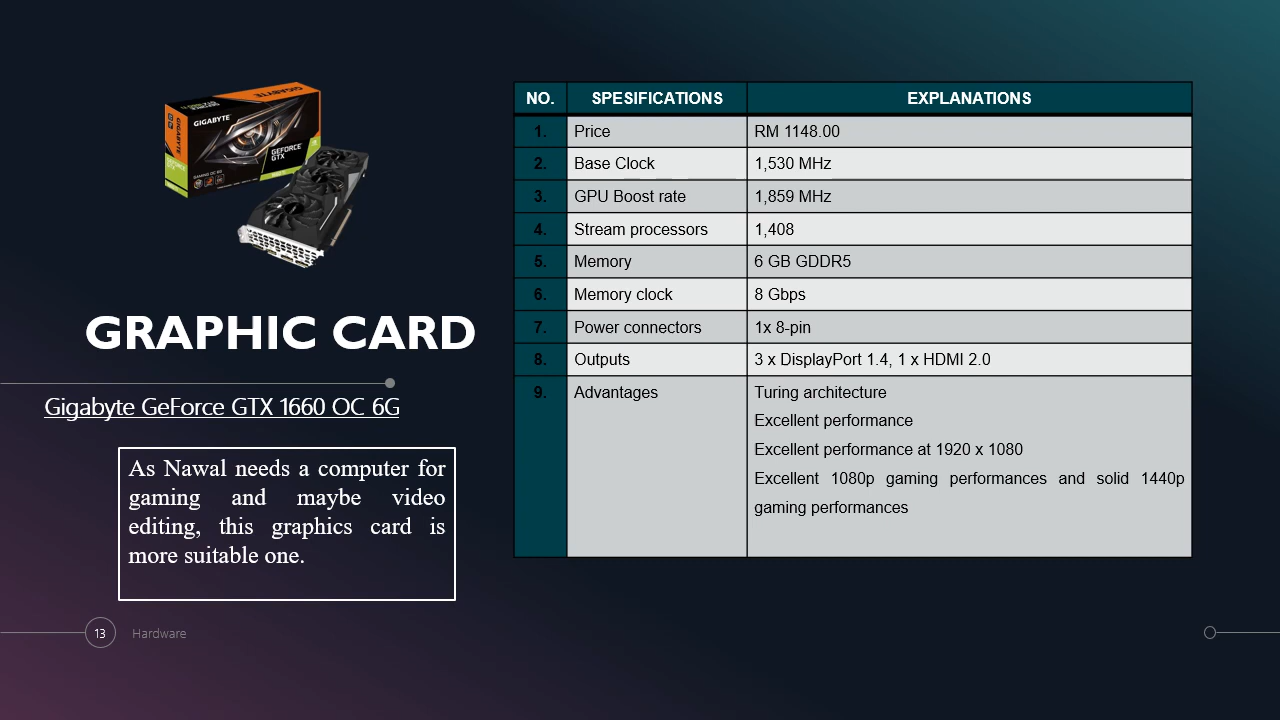 GIGABYTE
GIGABYTE
GIGABYTE
GEFORCE
GTX
GRAPHIC CARD
Gigabyte GeForce GTX 1660 OC 6G
As Nawal needs a computer for
gaming and maybe video
editing, this graphics card is
more suitable one.
13 Hardware
NO. SPESIFICATIONS EXPLANATIONS
1. Price RM 1148.00
2. Base Clock 1,530 MHz
3. GPU Boost rate 1,859 MHz
4. Stream processors 1,408
5. Memory 6 GB GDDR5
6. Memory clock 8 Gbps
7. Power connectors 1x 8-pin
8. Outputs 3 x DisplayPort 1.4, 1 x HDMI 2.0
9. Advantages Turing architecture
Excellent performance
Excellent performance at 1920 x 1080
Excellent 1080p gaming performances and solid 1440p
gaming performances